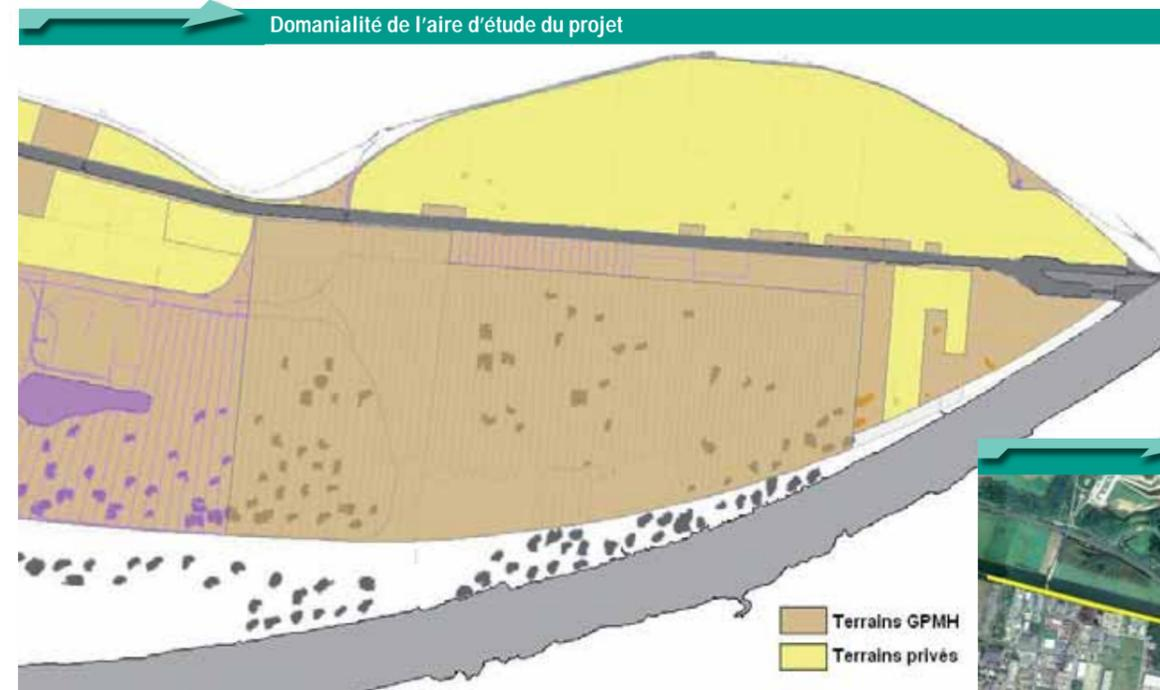 Domanialité de l'aire d'étude du projet
Terrains GPMH
Terrains privés